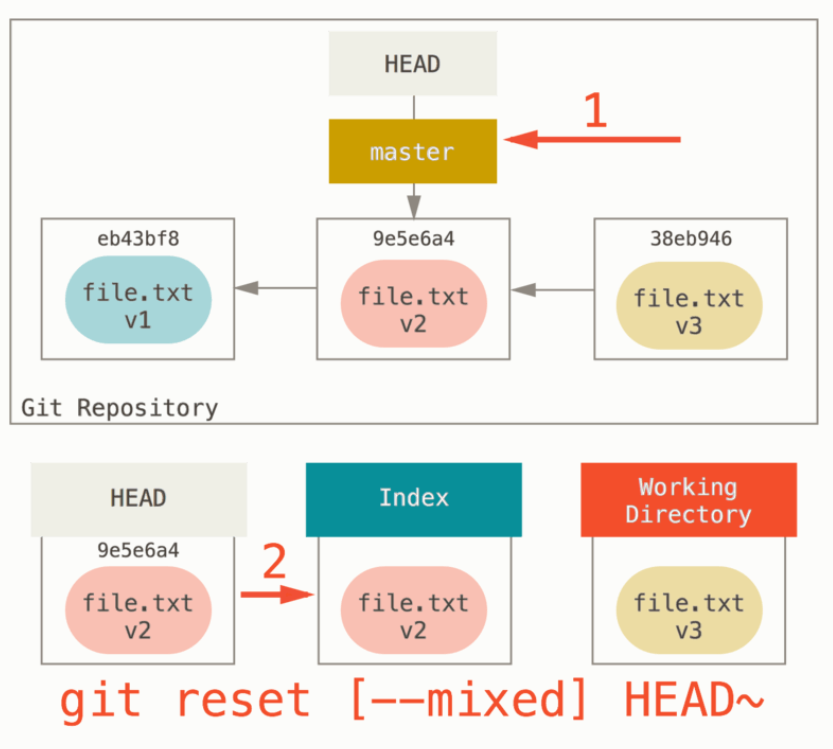 HEAD
1
master
eb43bf8
9e5e6a4
38eb946
file.txt
v1
file.txt
v2
file.txt
v3
Git Repository
HEAD
Index
Working
Directory
9e5e6a4
2
file.txt
v2
file.txt
v2
file.txt
v3
git reset [--mixed] HEAD~